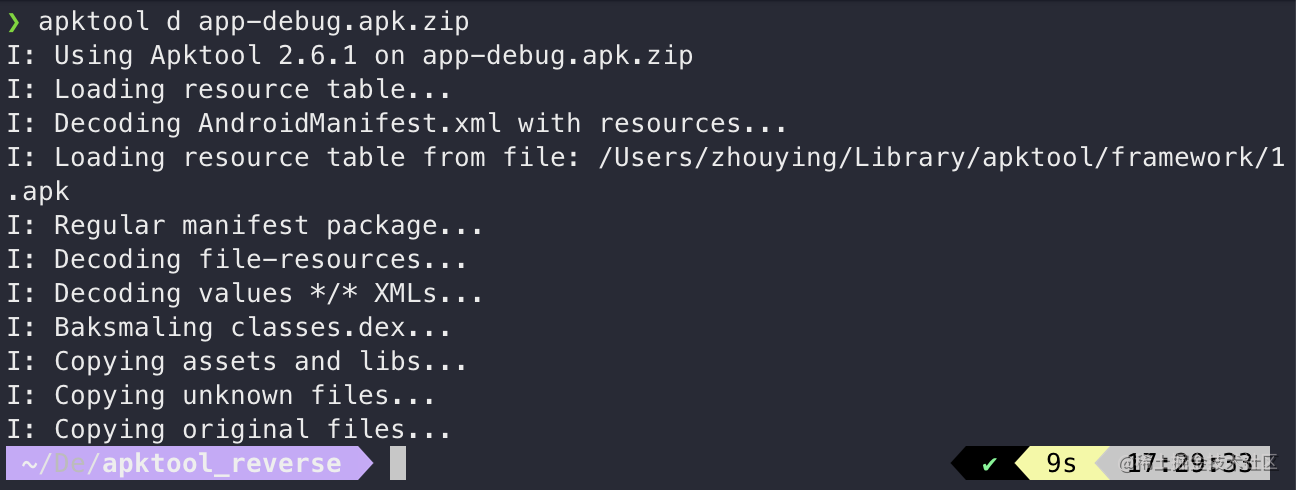 ❯ apktool d app-debug.apk.zip
I: Using Apktool 2.6.1 on app-debug.apk.zip
I: Loading resource table...
I: Decoding AndroidManifest.xml with resources...
I: Loading resource table from file: /Users/zhouying/Library/apktool/framework/1
.apk
I: Regular manifest package...
I: Decoding file-resources...
I: Decoding values */* XMLs...
I: Baksmaling classes.dex...
I: Copying assets and libs...
I: Copying unknown files...
I: Copying original files...
~/De/apktool_reverse ✔ 9s 17:29:33
@稀土掘金技术社区